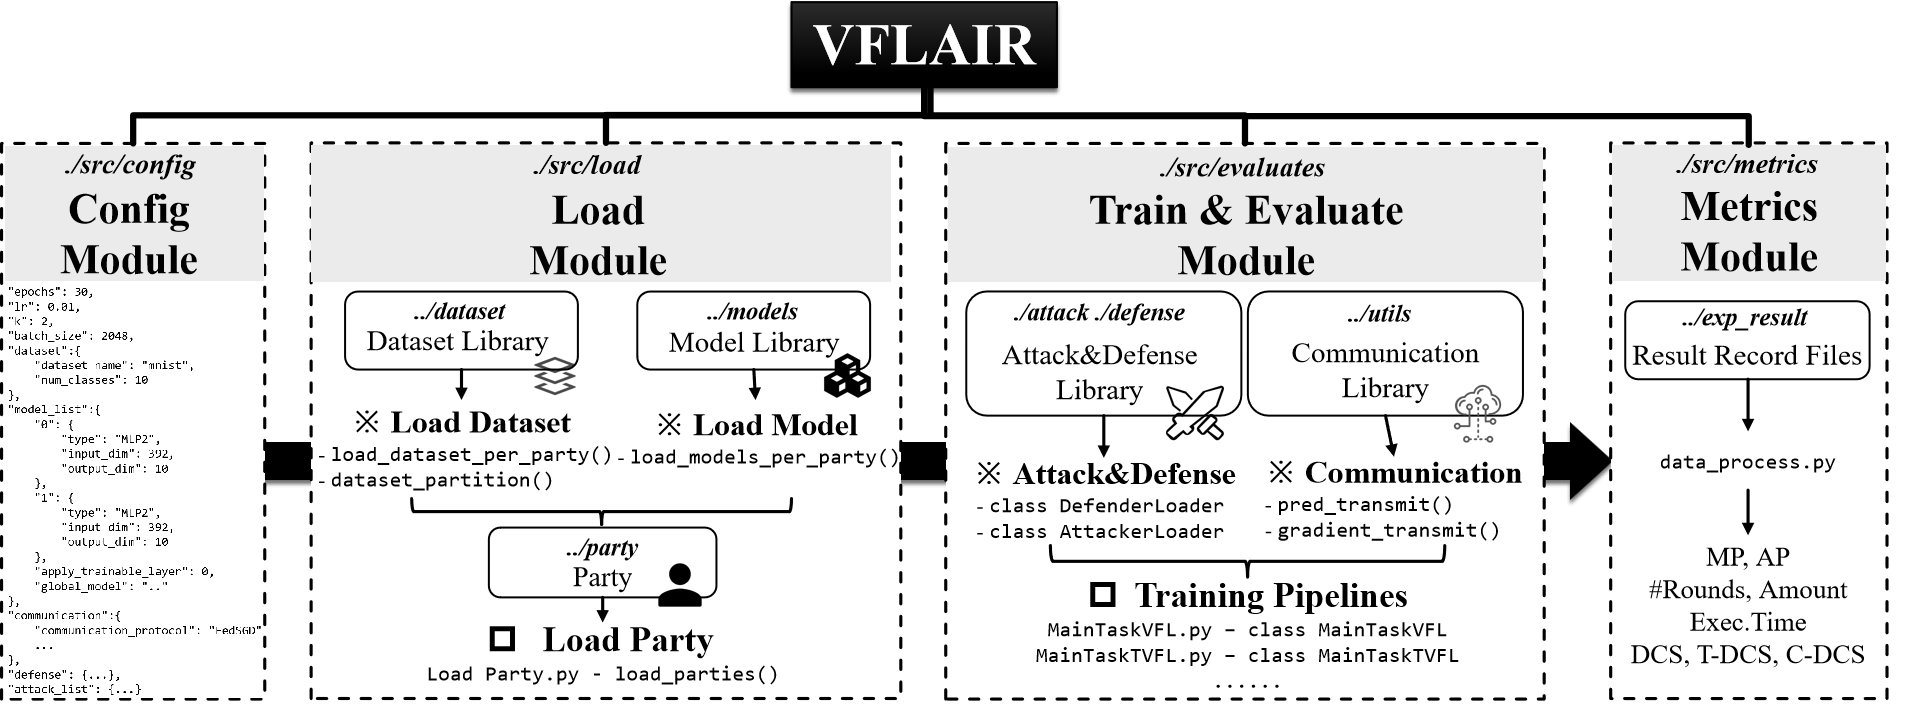 VFLAIR
./src/config
Config
Module
"epochs": 30,
"lr": 0.01,
"k": 2,
"batch_size": 2048,
"dataset":{
"dataset_name": "mnist",
"num_classes": 10
},
"model_list":{
"0": {
"type": "MLP2",
"input_dim": 392,
"output_dim": 10
},
"1": {
"type": "MLP2",
"input_dim": 392,
"output_dim": 10
},
"apply_trainable_layer": 0,
"global_model": ".."
},
"communication":{
"communication_protocol": "FedSGD"
...
},
"defense": {...},
"attack_list": {...}
./src/load
Load
Module
../dataset
Dataset Library
../models
Model Library
※ Load Dataset
- load_dataset_per_party()
- dataset_partition()
※ Load Model
- load_models_per_party()
../party
Party
Load Party
Load Party.py - load_parties()
./src/evaluates
Train & Evaluate
Module
./attack ./defense
Attack&Defense
Library
../utils
Communication
Library
※ Attack&Defense
- class DefenderLoader
- class AttackerLoader
※ Communication
- pred_transmit()
- gradient_transmit()
Training Pipelines
MainTaskVFL.py – class MainTaskVFL
MainTaskTVFL.py – class MainTaskTVFL
......
./src/metrics
Metrics
Module
../exp_result
Result Record Files
data_process.py
MP, AP
#Rounds, Amount
Exec.Time
DCS, T-DCS, C-DCS